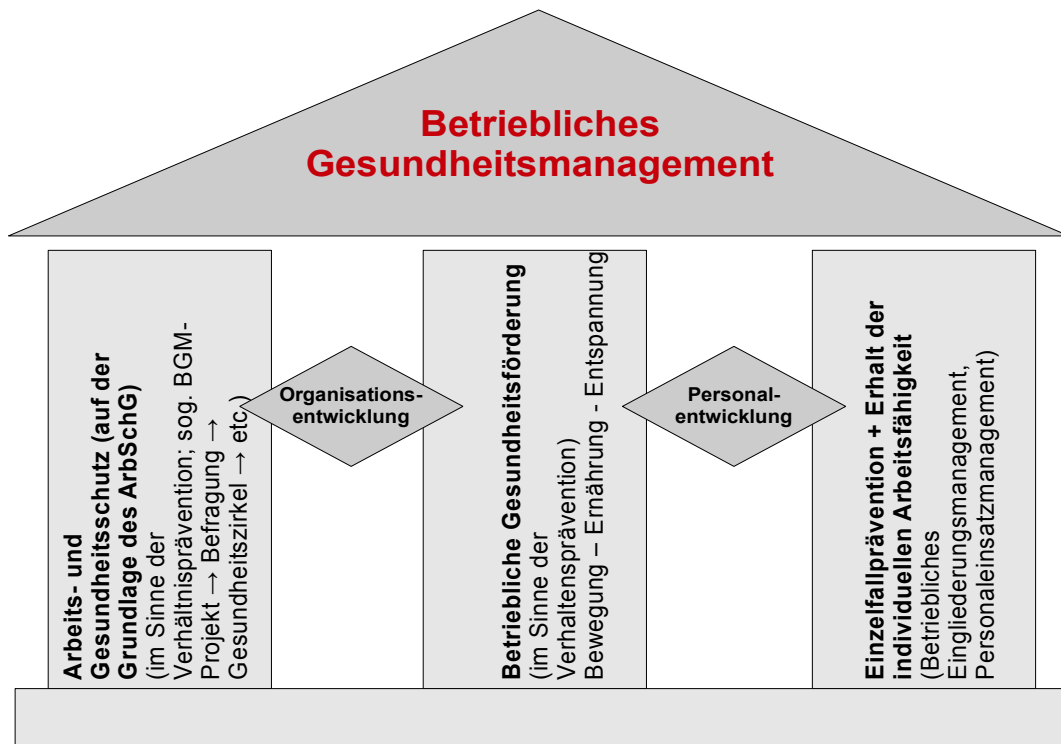 Betriebliches
Gesundheitsmanagement
Arbeits- und
Gesundheitsschutz (auf der
Grundlage des ArbSchG)
(im Sinne der
Verhältnisprävention; sog. BGM-
Projekt → Befragung →
Gesundheitszirkel → etc.)
Organisations-
entwicklung
Betriebliche Gesundheitsförderung
(im Sinne der
Verhaltensprävention)
Bewegung – Ernährung - Entspannung
Personal-
entwicklung
Einzelfallprävention + Erhalt der
individuellen Arbeitsfähigkeit
(Betriebliches
Eingliederungsmanagement,
Personaleinsatzmanagement)